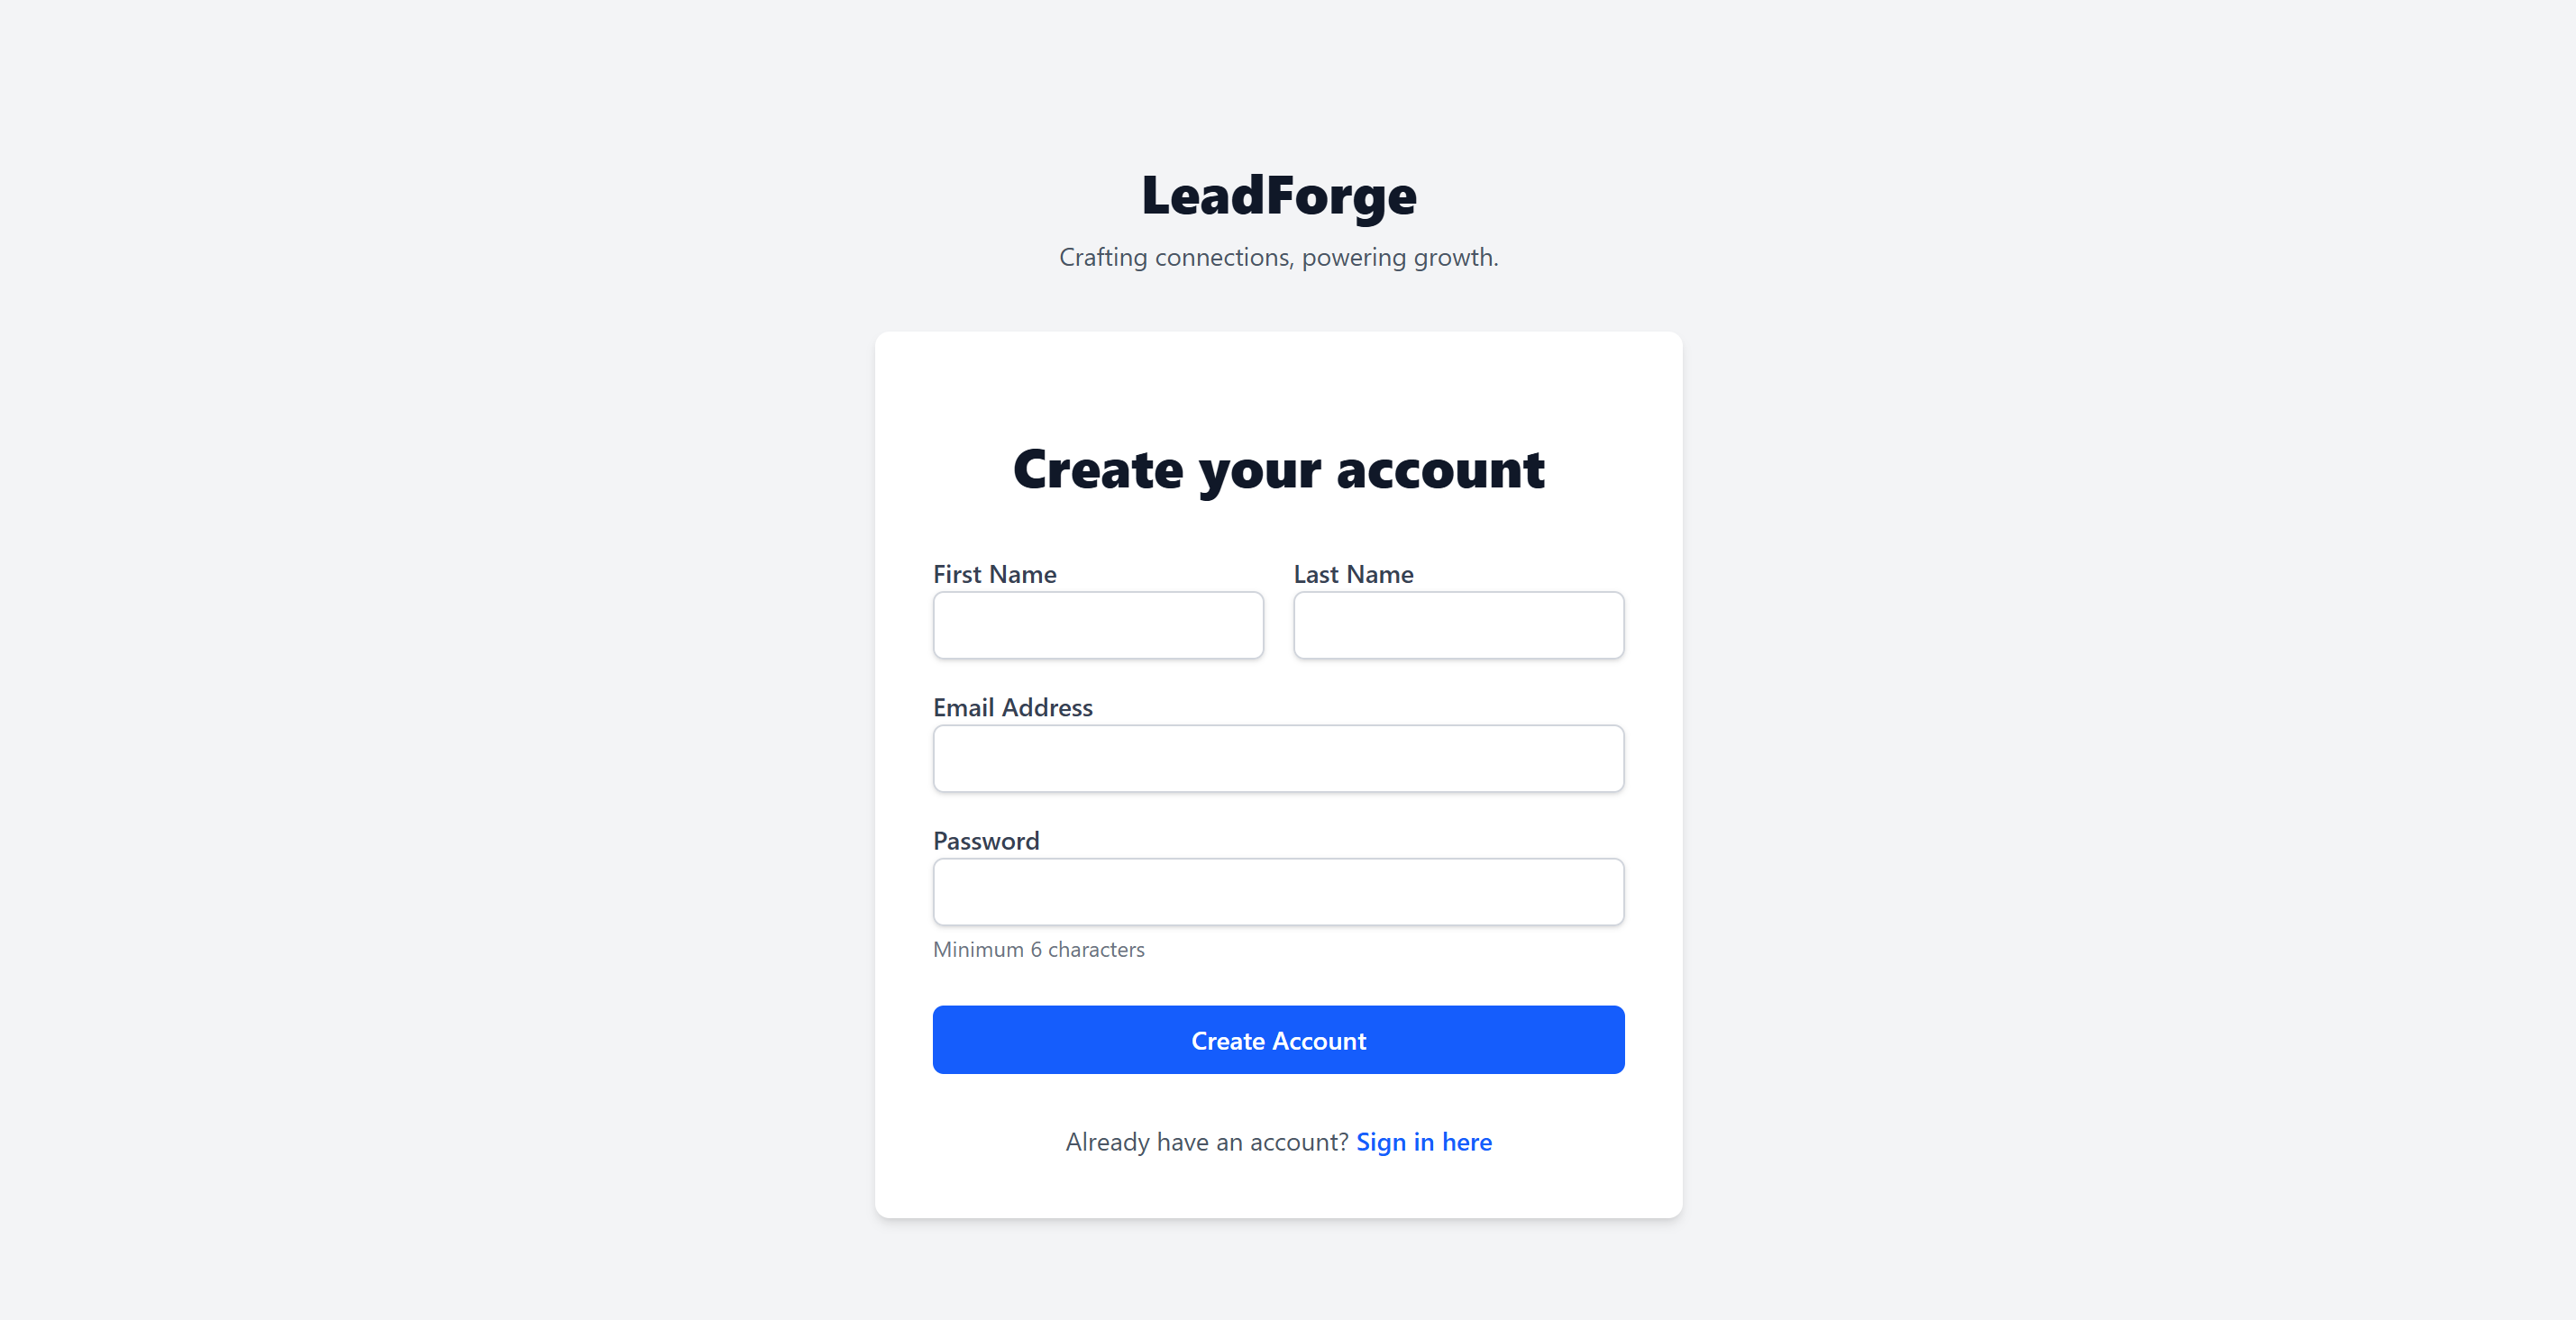 LeadForge
Crafting connections, powering growth.
Create your account
First Name Last Name
Email Address
Password
Minimum 6 characters
Create Account
Already have an account? Sign in here